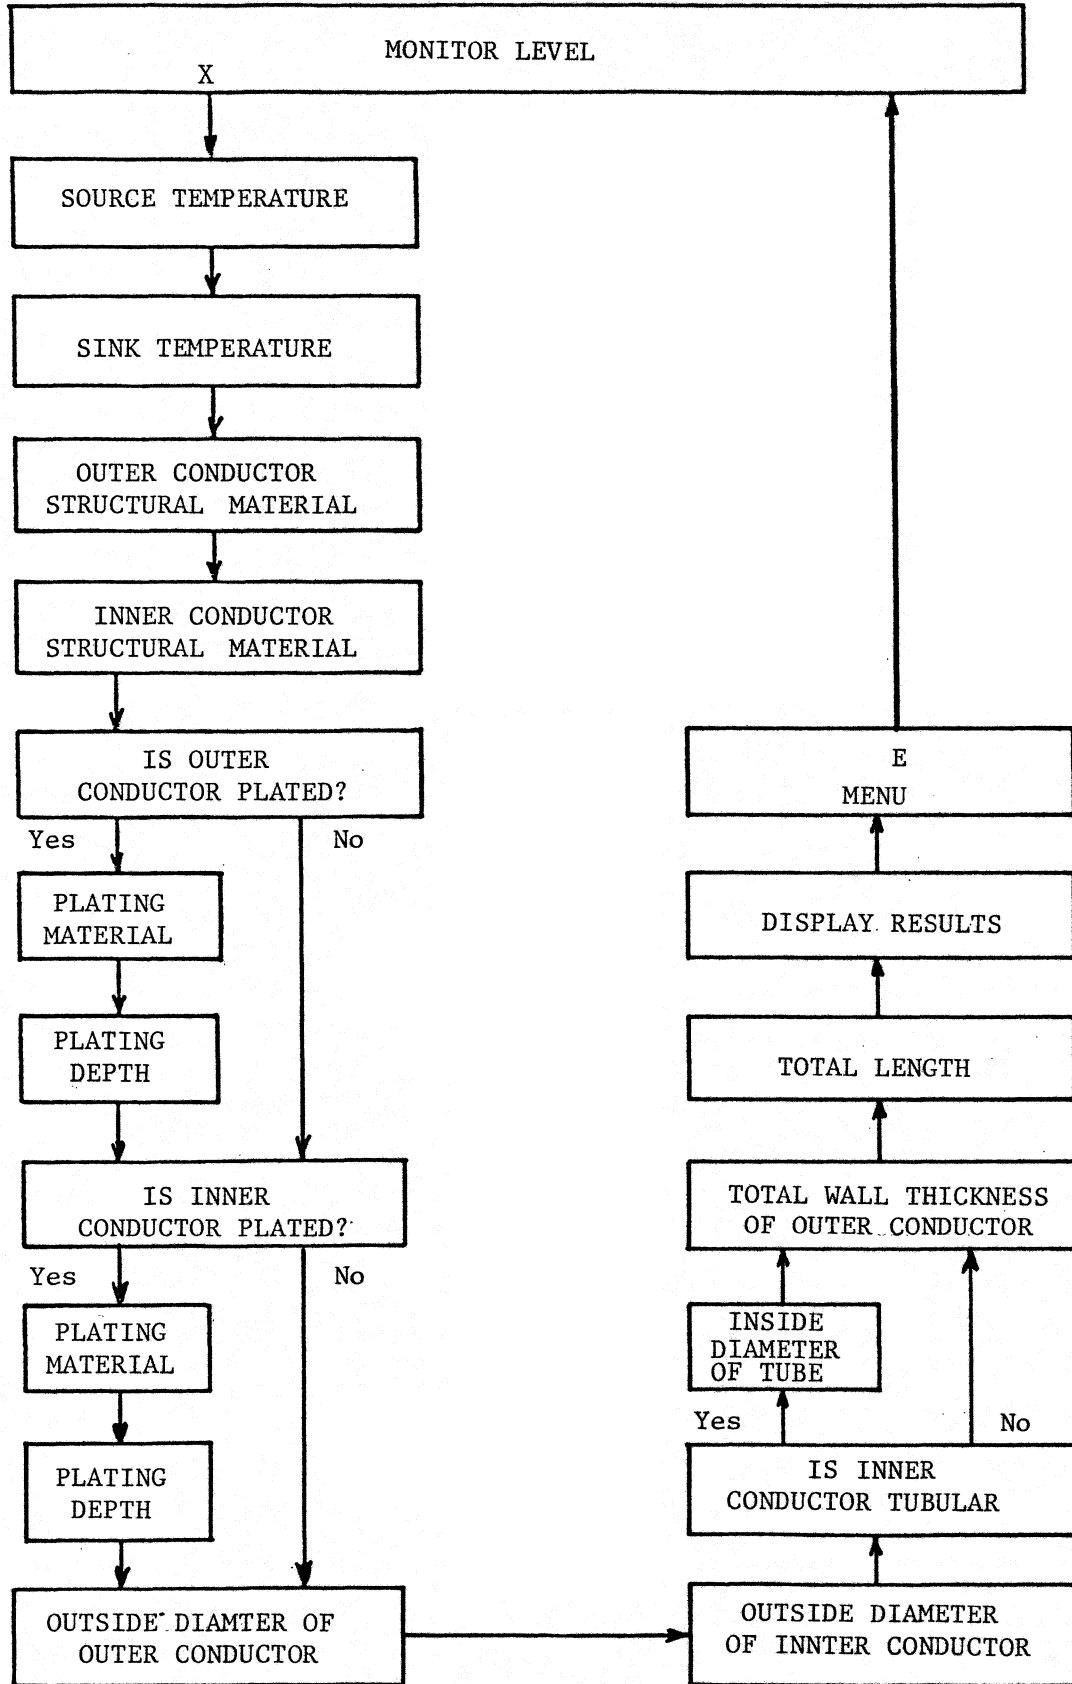 MONITOR LEVEL
X
SOURCE TEMPERATURE
SINK TEMPERATURE
OUTER CONDUCTOR
STRUCTURAL MATERIAL
INNER CONDUCTOR
STRUCTURAL MATERIAL
IS OUTER
CONDUCTOR PLATED?
Yes
No
PLATING
MATERIAL
PLATING
DEPTH
IS INNER
CONDUCTOR PLATED?
Yes
No
PLATING
MATERIAL
PLATING
DEPTH
OUTSIDE DIAMTER OF
OUTER CONDUCTOR
OUTSIDE DIAMETER
OF INNTER CONDUCTOR
IS INNER
CONDUCTOR TUBULAR
Yes
No
INSIDE
DIAMETER
OF TUBE
TOTAL WALL THICKNESS
OF OUTER CONDUCTOR
TOTAL LENGTH
DISPLAY RESULTS
E
MENU